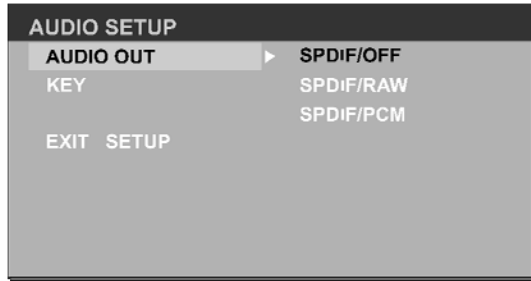 AUDIO SETUP
AUDIO OUT SPDIF/OFF
KEY SPDIF/RAW
SPDIF/PCM
EXIT SETUP